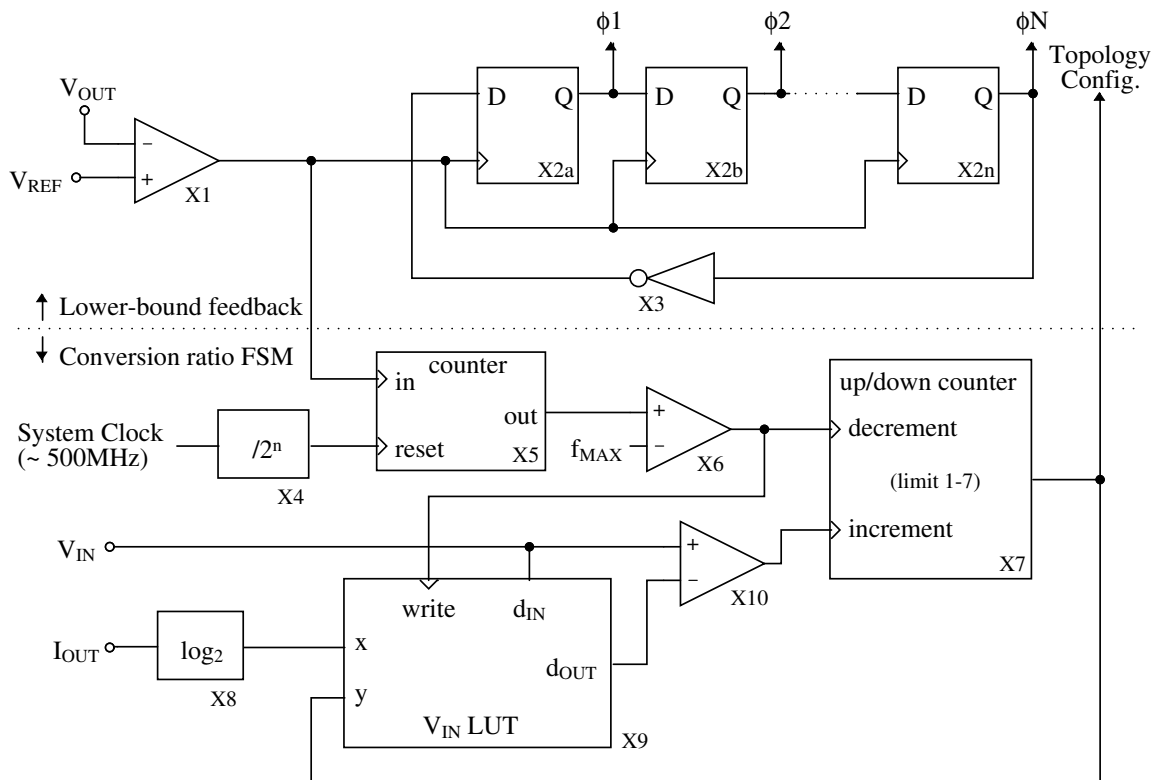 ϕ1
ϕ2
ϕN
Topology
Config.
V_OUT
V_REF
−
+
X1
D Q
X2a
D Q
X2b
D Q
X2n
X3
Lower-bound feedback
Conversion ratio FSM
System Clock
(~ 500MHz)
/2ⁿ
X4
counter
in
out
reset
X5
+
−
f_MAX
X6
up/down counter
decrement
(limit 1-7)
increment
X7
V_IN
I_OUT
log₂
X8
write d_IN
x
d_OUT
y
V_IN LUT
X9
+
−
X10